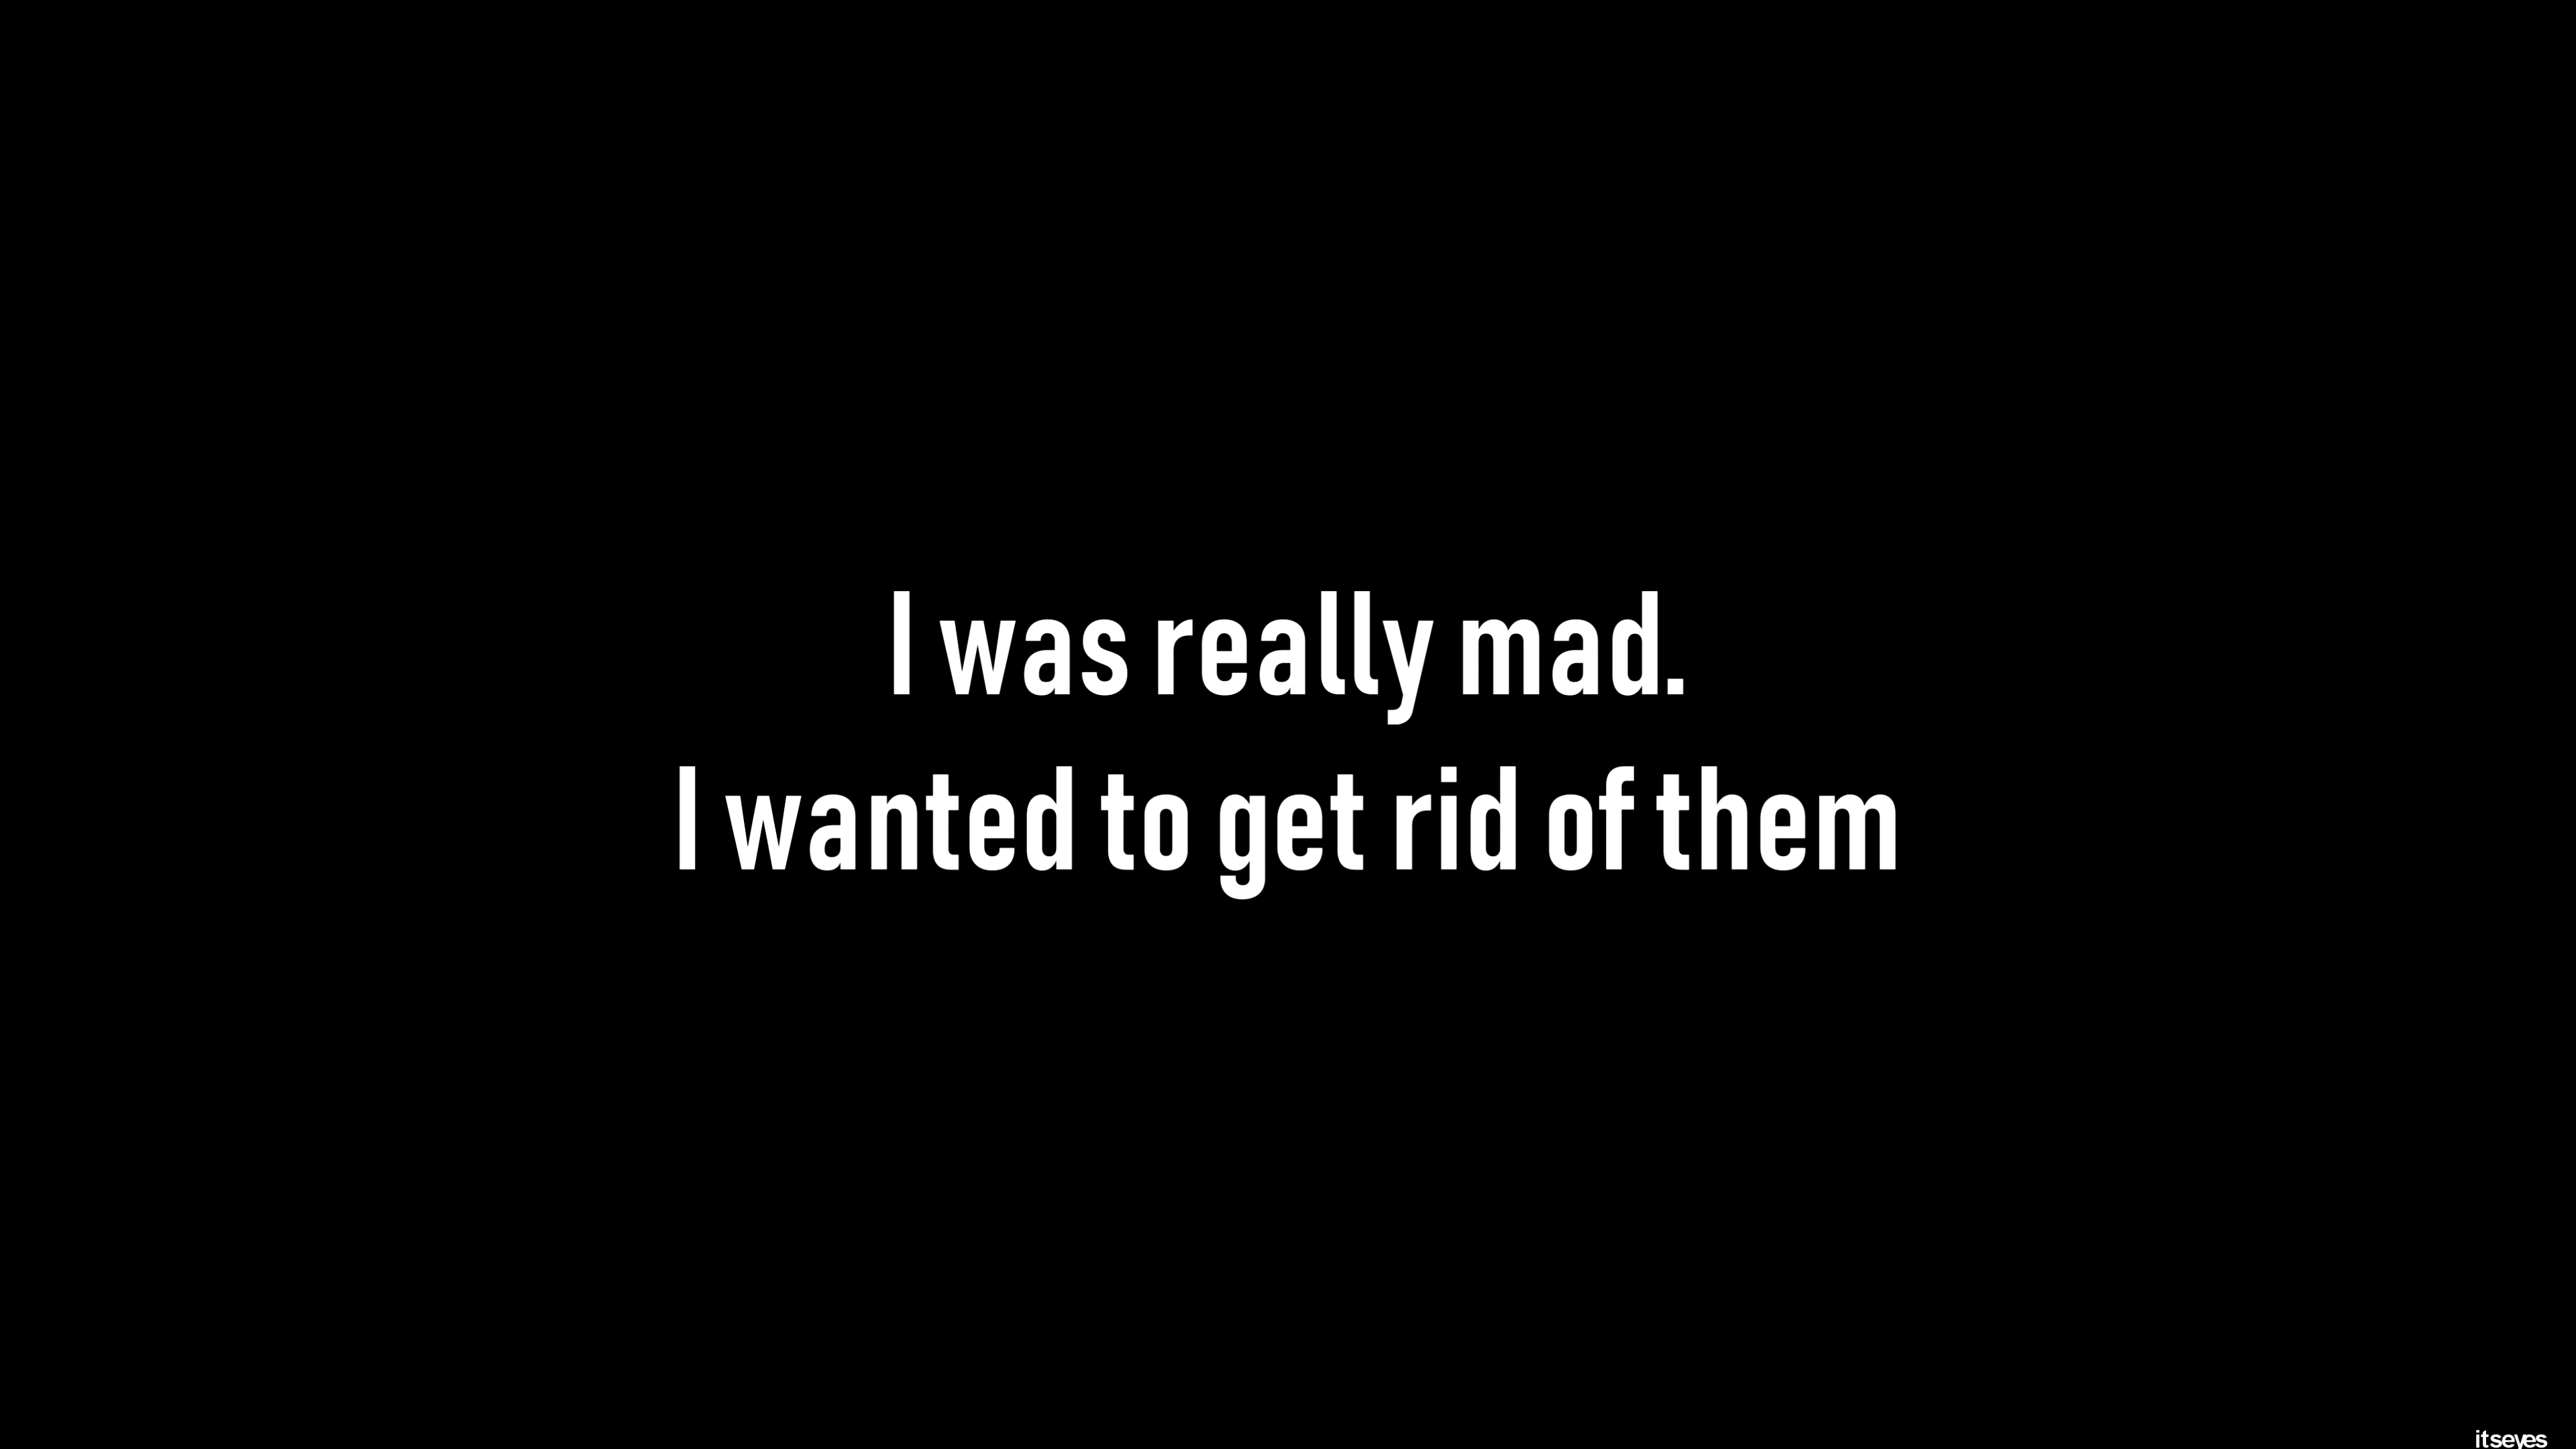 I was really mad.
I wanted to get rid of them
itseyes